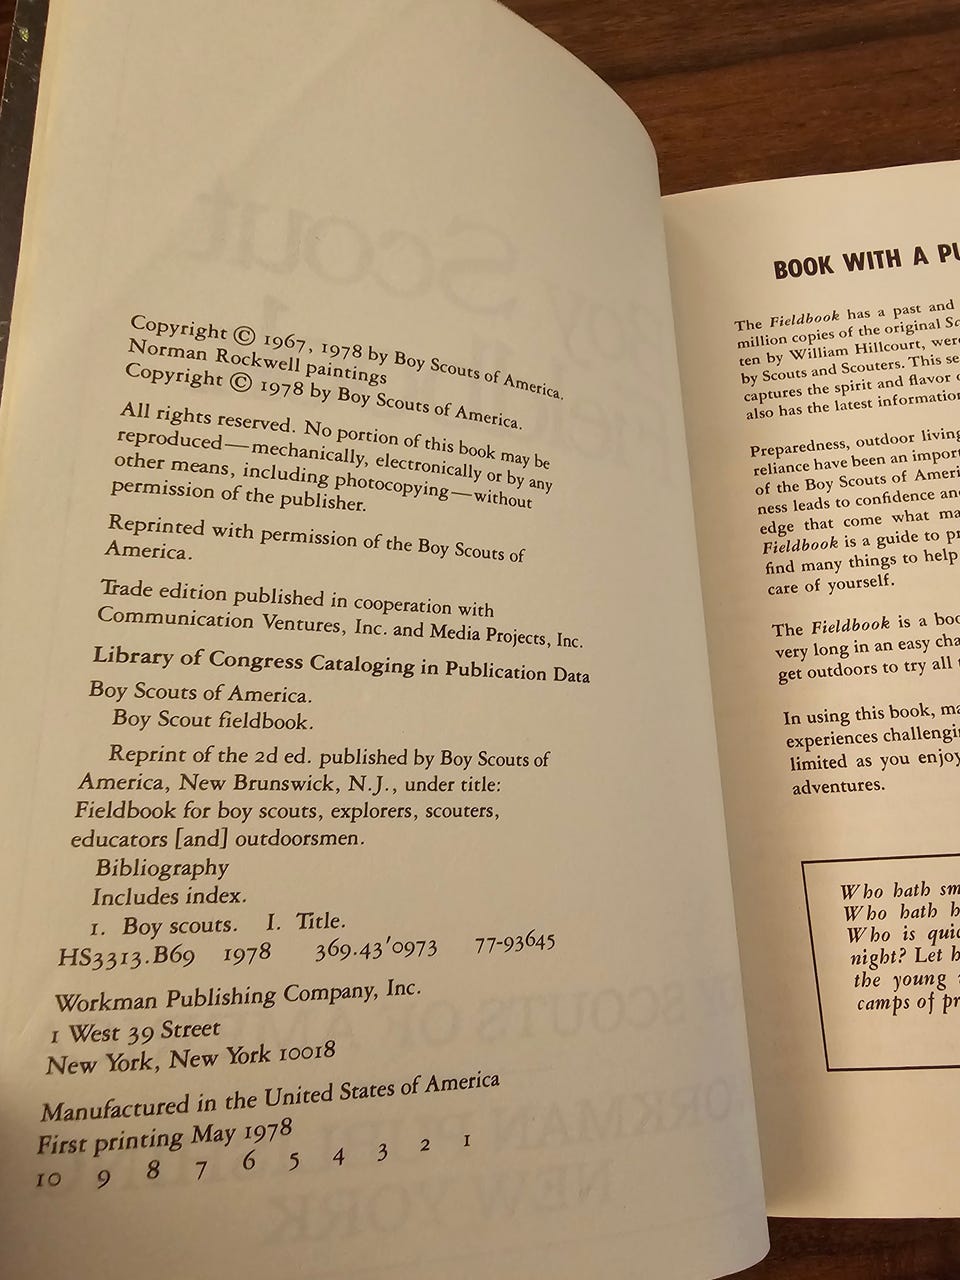 Copyright © 1967, 1978 by Boy Scouts of America.
Norman Rockwell paintings
Copyright © 1978 by Boy Scouts of America.
All rights reserved. No portion of this book may be
reproduced—mechanically, electronically or by any
other means, including photocopying—without
permission of the publisher.
Reprinted with permission of the Boy Scouts of
America.
Trade edition published in cooperation with
Communication Ventures, Inc. and Media Projects, Inc.
Library of Congress Cataloging in Publication Data
Boy Scouts of America.
Boy Scout fieldbook.
Reprint of the 2d ed. published by Boy Scouts of
America, New Brunswick, N.J., under title:
Fieldbook for boy scouts, explorers, scouters,
educators [and] outdoorsmen.
Bibliography
Includes index.
1. Boy scouts. I. Title.
HS3313.B69 1978 369.43'0973 77-93645
Workman Publishing Company, Inc.
1 West 39 Street
New York, New York 10018
Manufactured in the United States of America
First printing May 1978
10 9 8 7 6 5 4 3 2 1
BOOK WITH A
The Fieldbook has a past and
million copies of the original
ten by William Hillcourt, were
by Scouts and Scouters. This
captures the spirit and flavor
also has the latest information
Preparedness, outdoor living
reliance have been an
of the Boy Scouts of
ness leads to confidence
edge that come what
Fieldbook is a guide to
find many things to help
care of yourself.
The Fieldbook is a
very long in an easy
get outdoors to try all
In using this book,
experiences
limited as you enjoy
adventures.
Who hath
Who hath
Who is
night? Let
the young
camps of